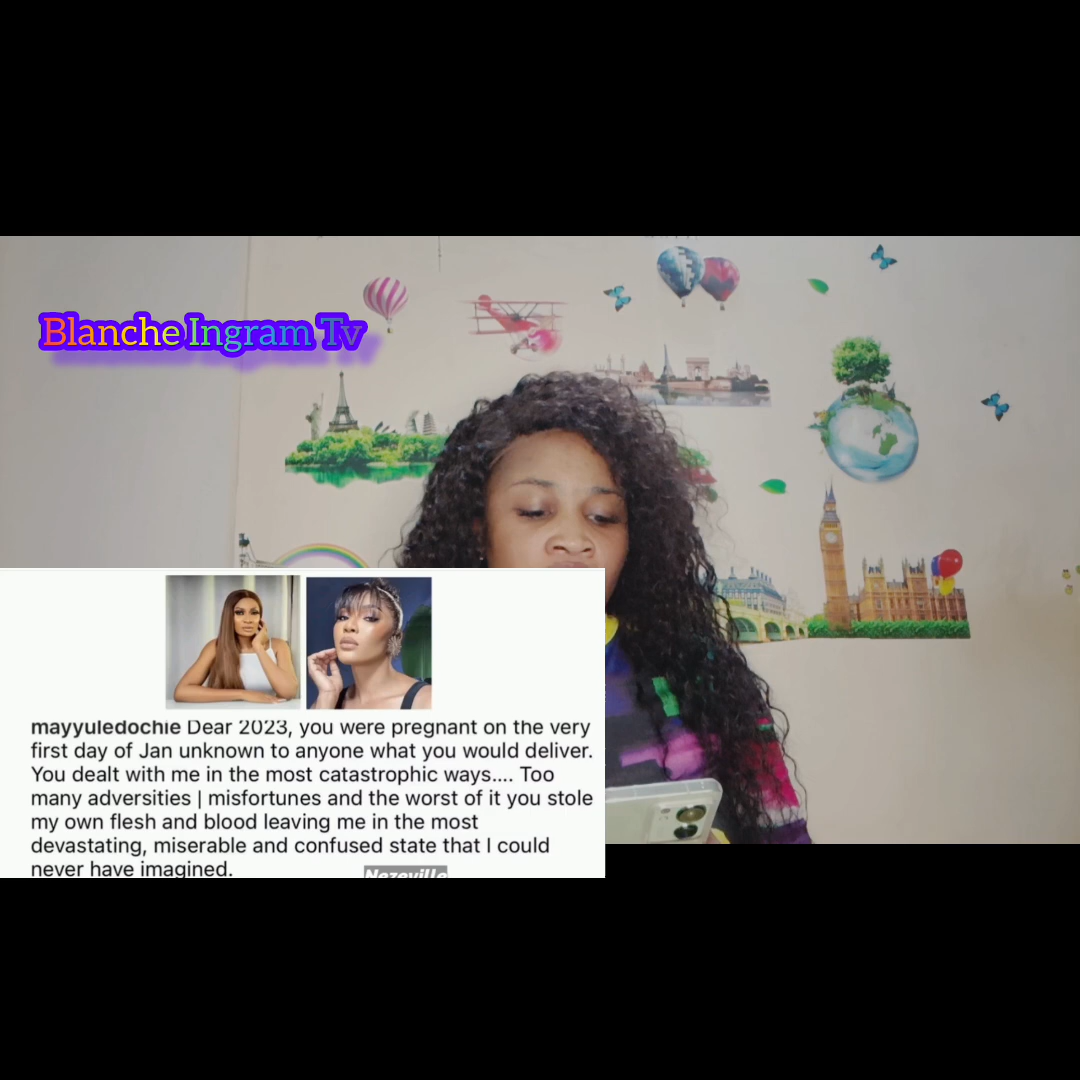 Blanche Ingram Tv
mayyuledochie Dear 2023, you were pregnant on the very
first day of Jan unknown to anyone what you would deliver.
You dealt with me in the most catastrophic ways.... Too
many adversities | misfortunes and the worst of it you stole
my own flesh and blood leaving me in the most
devastating, miserable and confused state that I could
never have imagined.
Nezeville